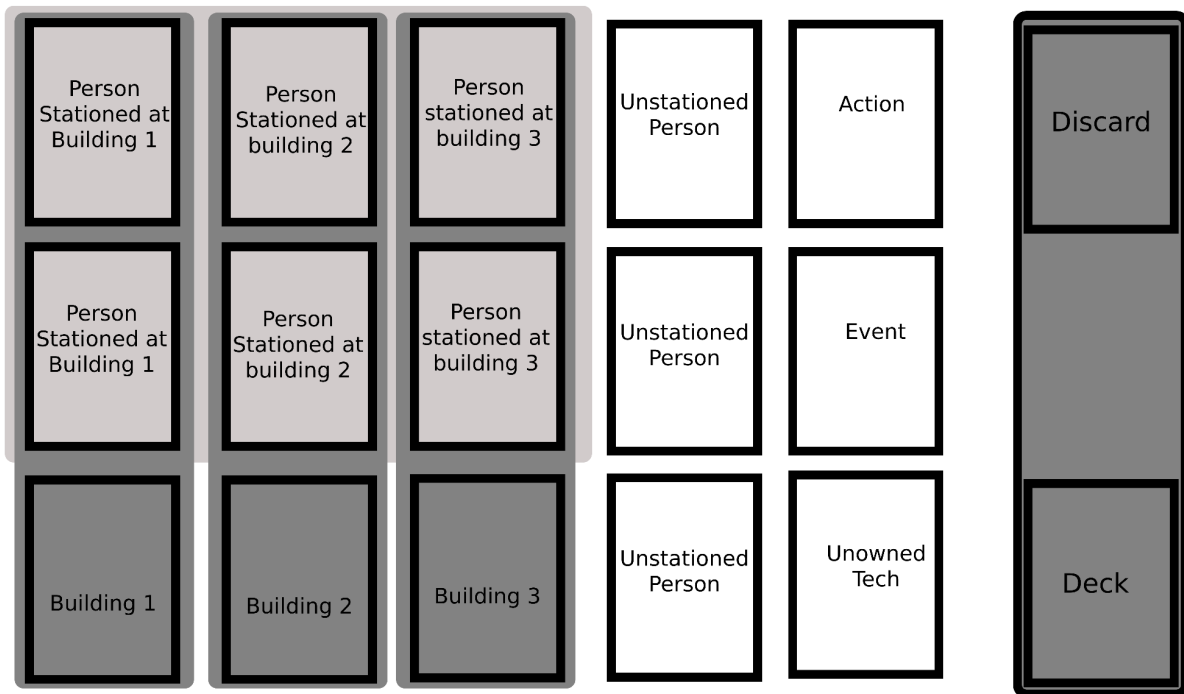 Person
Stationed at
Building 1
Person
Stationed at
building 2
Person
stationed at
building 3
Unstationed
Person
Action
Discard
Person
Stationed at
Building 1
Person
Stationed at
building 2
Person
stationed at
building 3
Unstationed
Person
Event
Building 1
Building 2
Building 3
Unstationed
Person
Unowned
Tech
Deck